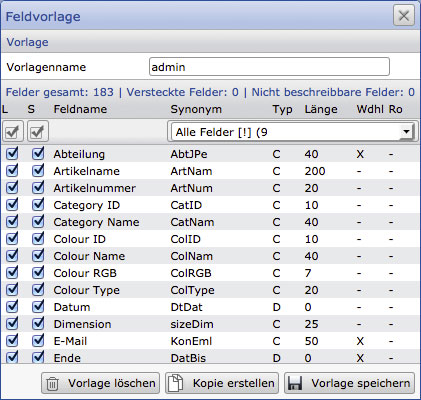 Feldvorlage
Vorlage
Vorlagenname admin
Felder gesamt: 183 | Versteckte Felder: 0 | Nicht beschreibbare Felder: 0
L S Feldname Synonym Typ Länge Wdhl Ro
Alle Felder [!] (9
Abteilung AbtJPe C 40 X -
Artikelname ArtNam C 200 - -
Artikelnummer ArtNum C 20 - -
Category ID CatID C 10 - -
Category Name CatNam C 40 - -
Colour ID ColID C 10 - -
Colour Name ColNam C 40 - -
Colour RGB ColRGB C 7 - -
Colour Type ColType C 20 - -
Datum DtDat D 0 - -
Dimension sizeDim C 25 - -
E-Mail KonEml C 50 X -
Ende DatBis D 0 X -
Vorlage löschen Kopie erstellen Vorlage speichern